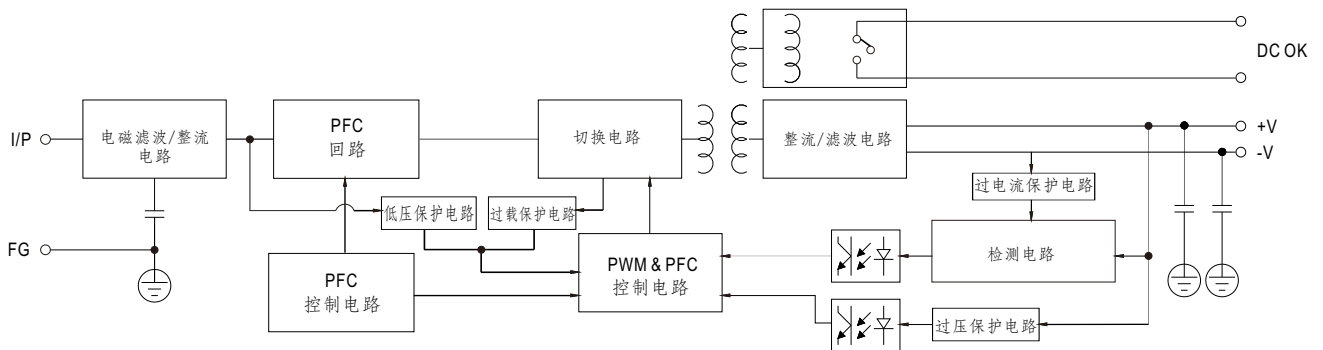 DC OK
I/P
电磁滤波/整流
电路
PFC
回路
切换电路
整流/滤波电路
+V
-V
过电流保护电路
低压保护电路
过载保护电路
FG
PFC
控制电路
PWM & PFC
控制电路
检测电路
过压保护电路